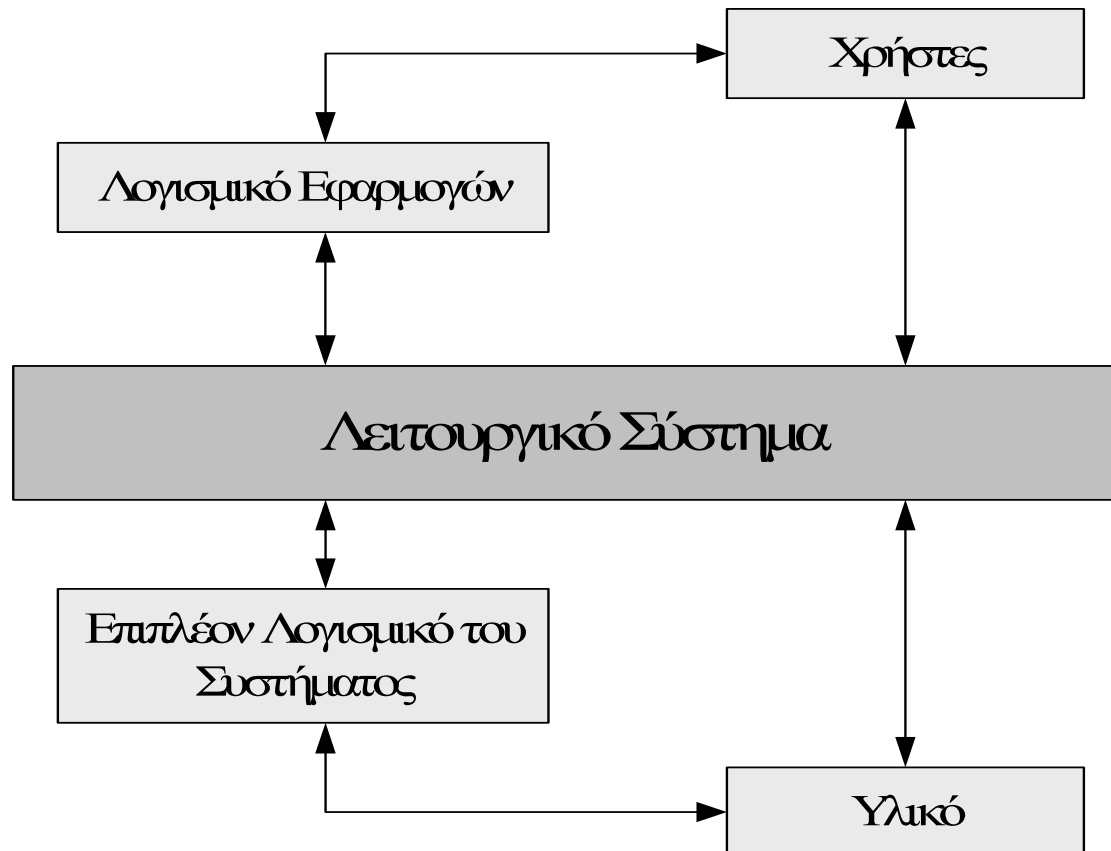 Χρήστες
Λογισμικό Εφαρμογών
Λειτουργικό Σύστημα
Επιπλέον Λογισμικό του
Συστήματος
Υλικό